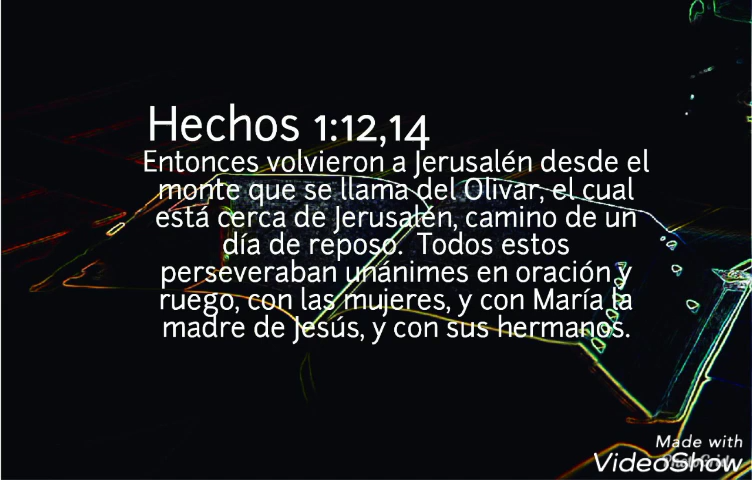 Hechos 1:12,14
Entonces volvieron a Jerusalén desde el
monte que se llama del Olivar, el cual
está cerca de Jerusalén, camino de un
día de reposo. Todos estos
perseveraban unánimes en oración y
ruego, con las mujeres, y con María la
madre de Jesús, y con sus hermanos.
Made with
VideoShow
PhotoGrid